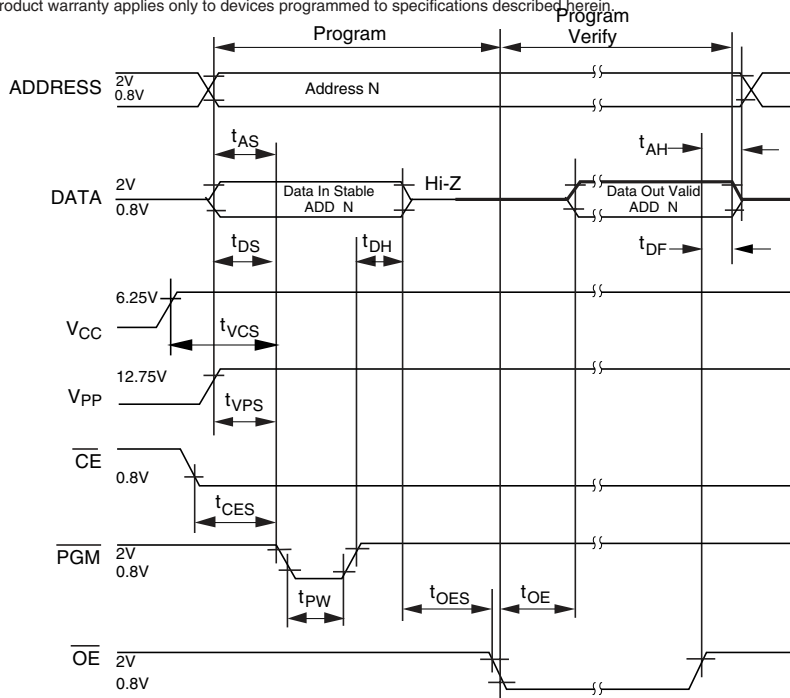 roduct warranty applies only to devices programmed to specifications described herein.
Program
Program
Verify
ADDRESS
2V
0.8V
Address N
tAS
tAH
DATA
2V
0.8V
Data In Stable
ADD N
Hi-Z
Data Out Valid
ADD N
tDS
tDH
tDF
6.25V
VCC
tVCS
12.75V
VPP
tVPS
CE
0.8V
tCES
PGM
2V
0.8V
tPW
tOES
tOE
OE
2V
0.8V